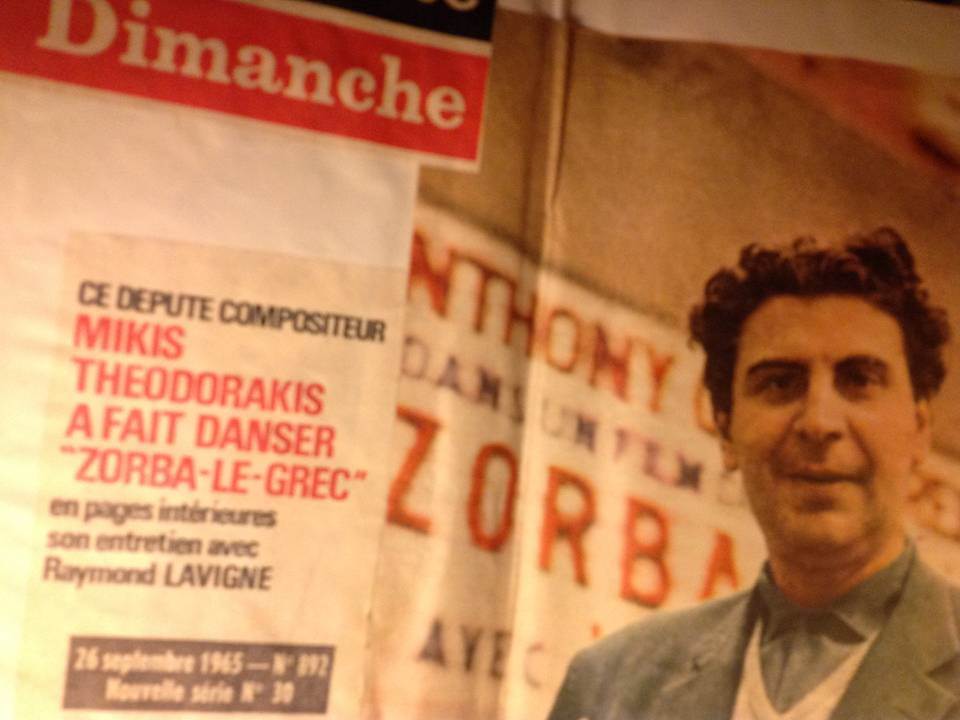 Dimanche
CE DEPUTE COMPOSITEUR
MIKIS
THEODORAKIS
A FAIT DANSER
"ZORBA-LE-GREC"
en pages intérieures
son entretien avec
Raymond LAVIGNE
26 septembre 1965 — N° 892
Nouvelle série N° 30
ANTHONY
DANS UN FILM
ZORBA
AVEC